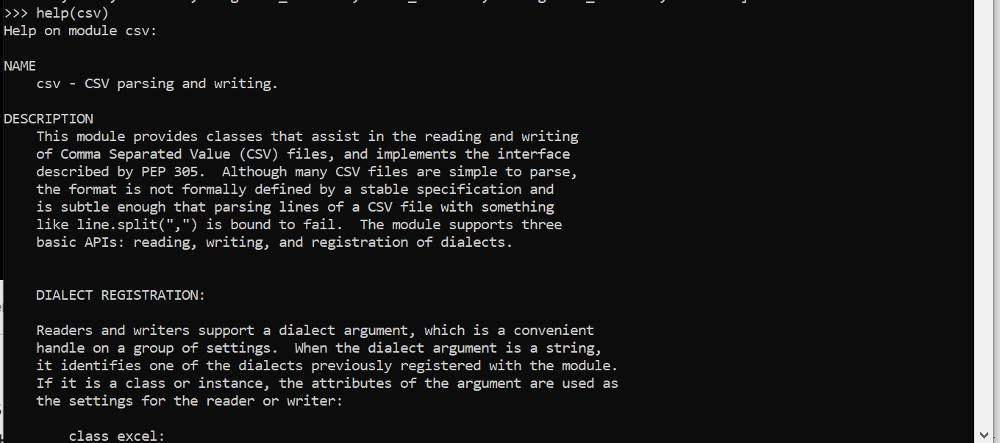 >>> help(csv)
Help on module csv:

NAME
    csv - CSV parsing and writing.

DESCRIPTION
    This module provides classes that assist in the reading and writing
    of Comma Separated Value (CSV) files, and implements the interface
    described by PEP 305.  Although many CSV files are simple to parse,
    the format is not formally defined by a stable specification and
    is subtle enough that parsing lines of a CSV file with something
    like line.split(",") is bound to fail.  The module supports three
    basic APIs: reading, writing, and registration of dialects.


    DIALECT REGISTRATION:

    Readers and writers support a dialect argument, which is a convenient
    handle on a group of settings.  When the dialect argument is a string,
    it identifies one of the dialects previously registered with the module.
    If it is a class or instance, the attributes of the argument are used as
    the settings for the reader or writer:

        class excel: